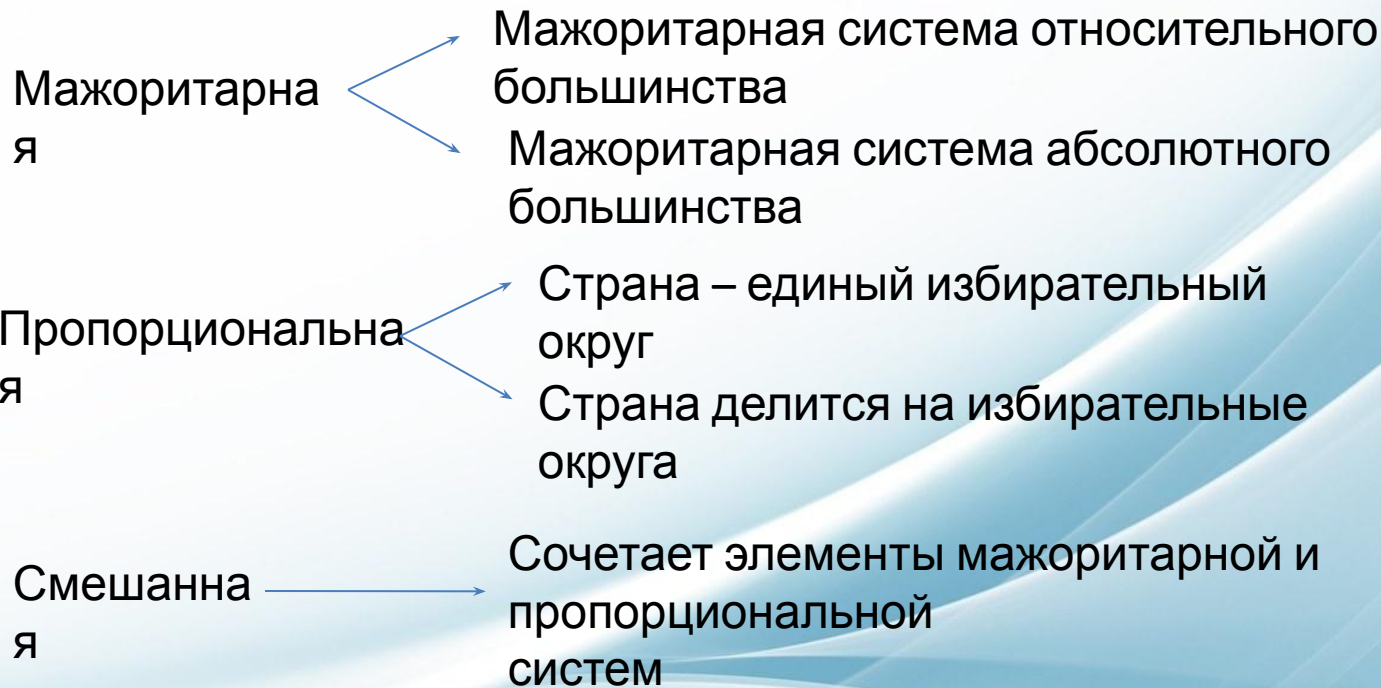 Мажоритарна
я
Мажоритарная система относительного
большинства
Мажоритарная система абсолютного
большинства
Пропорциональна
я
Страна – единый избирательный
округ
Страна делится на избирательные
округа
Смешанна
я
Сочетает элементы мажоритарной и
пропорциональной
систем